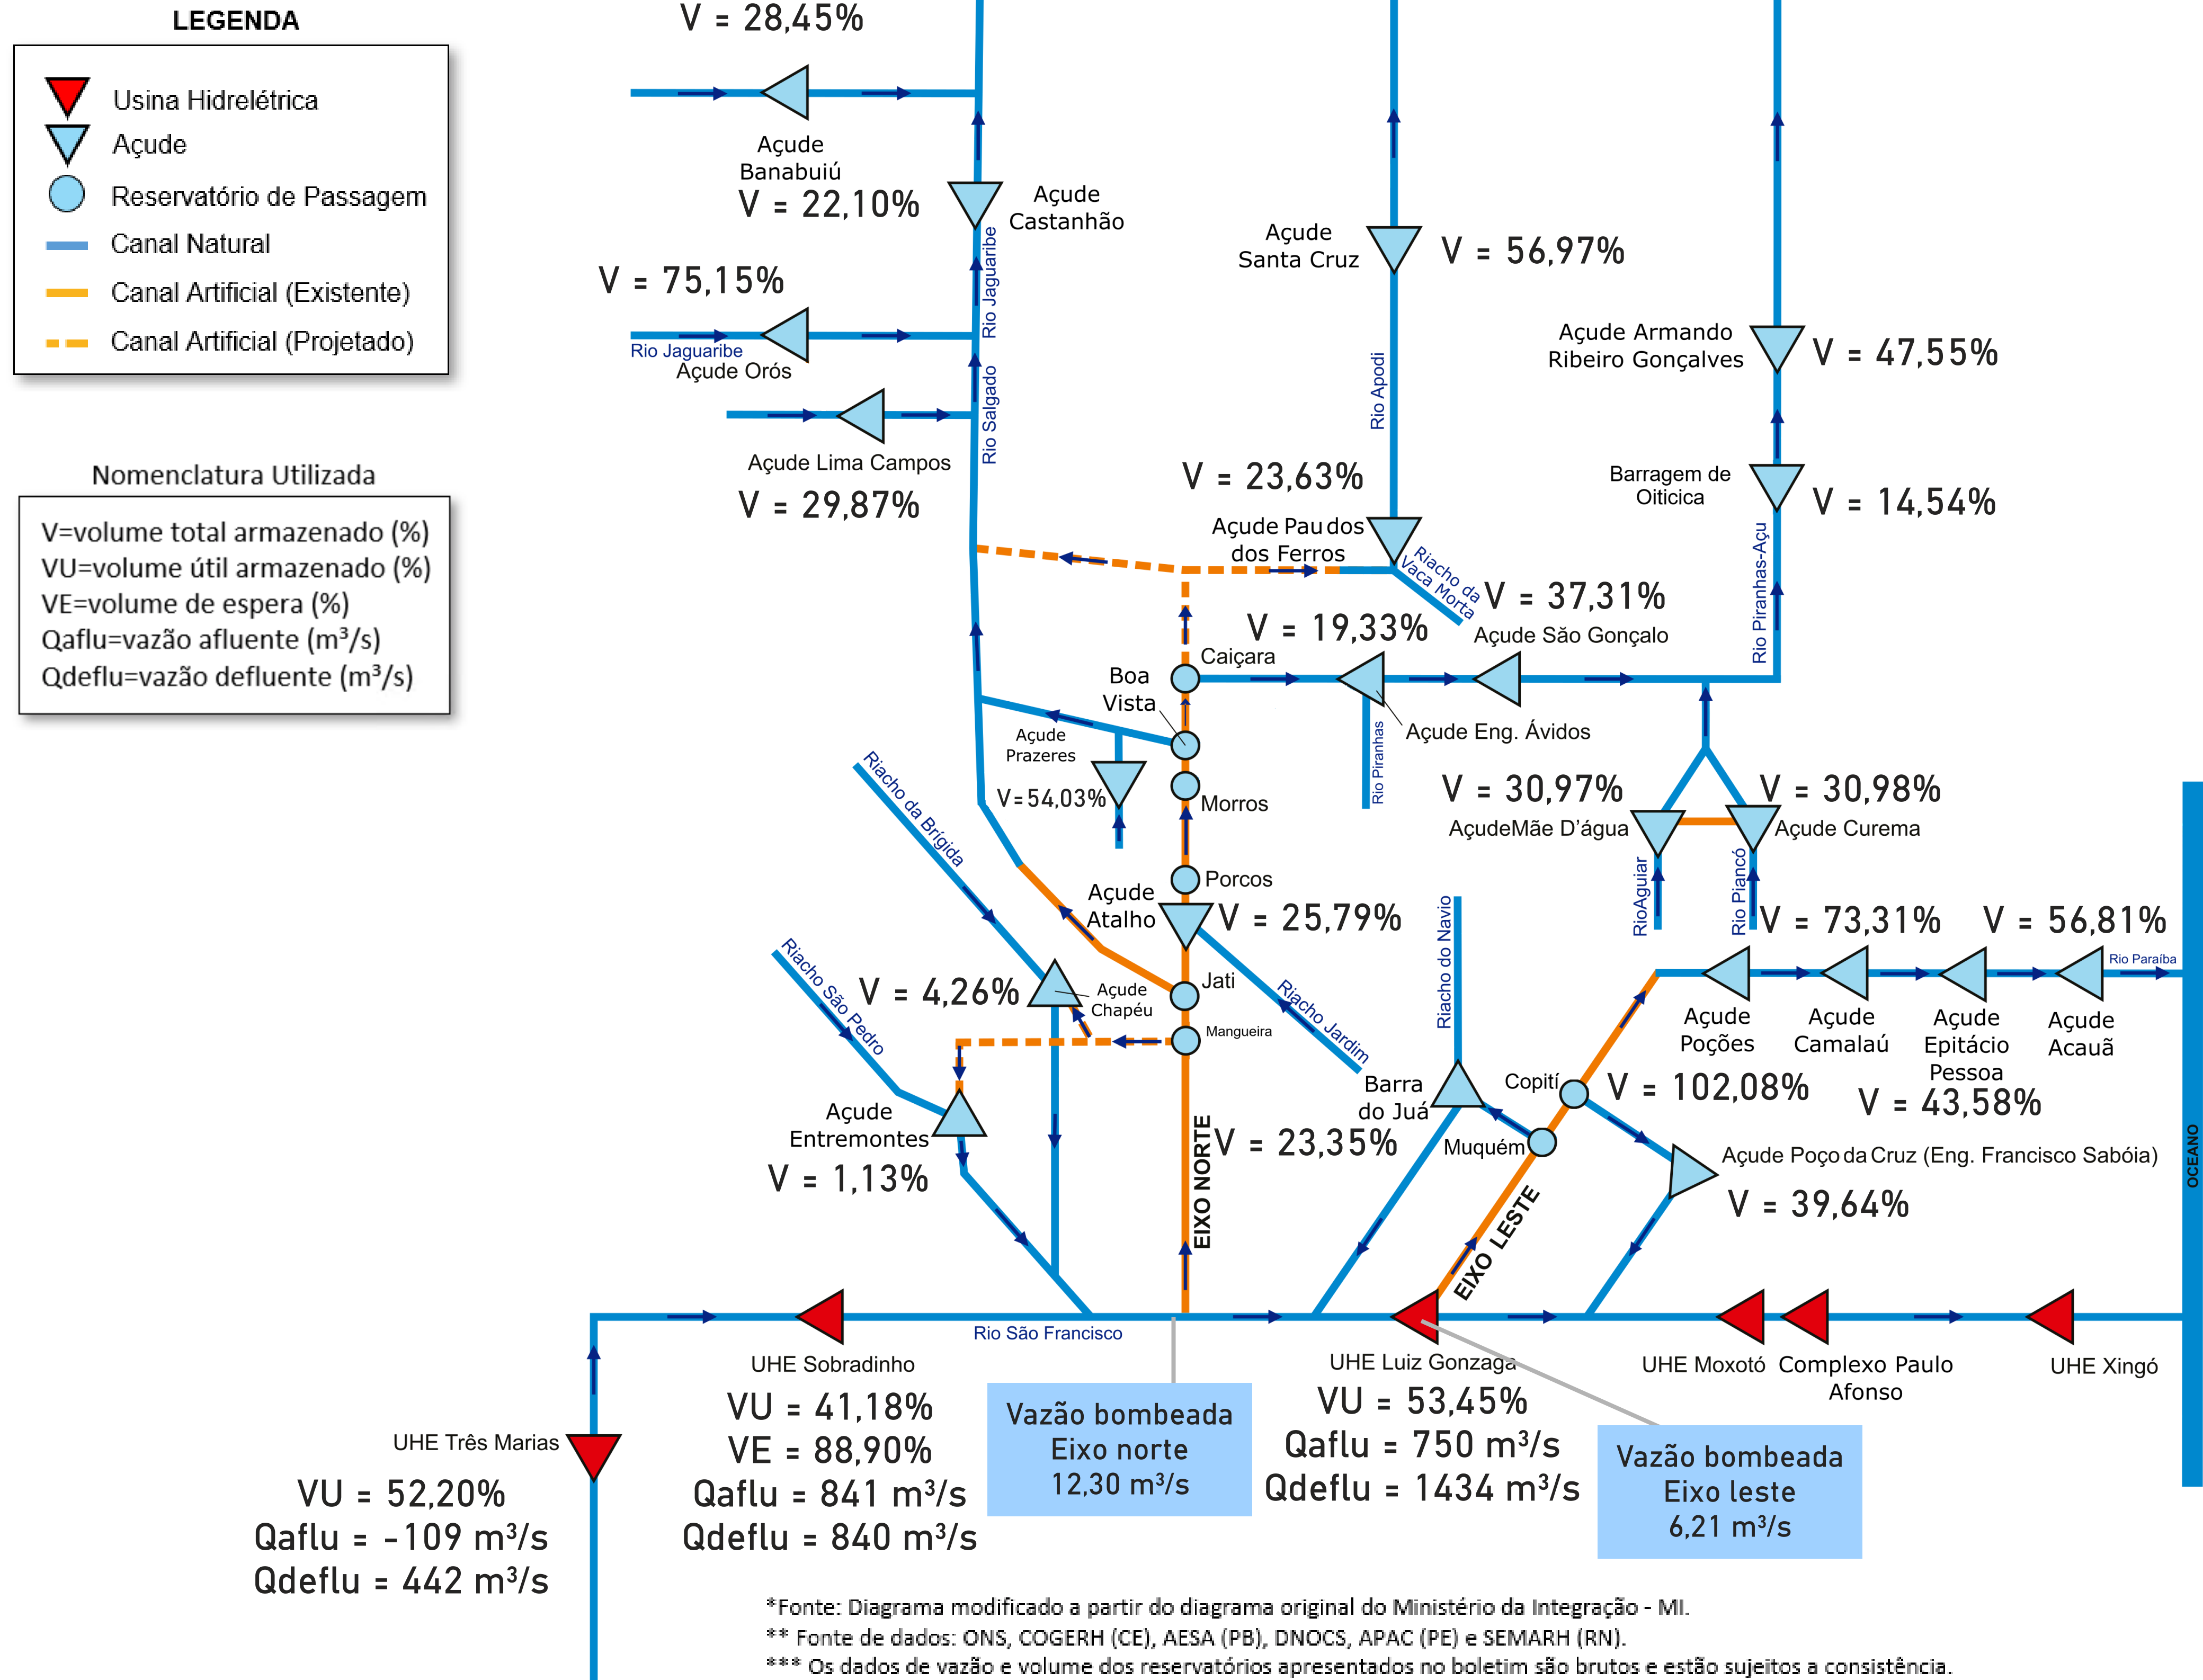 LEGENDA
Usina Hidrelétrica
Açude
Reservatório de Passagem
Canal Natural
Canal Artificial (Existente)
Canal Artificial (Projetado)
Nomenclatura Utilizada
V=volume total armazenado (%)
VU=volume útil armazenado (%)
VE=volume de espera (%)
Qaflu=vazão afluente (m³/s)
Qdeflu=vazão defluente (m³/s)
V = 28,45%
Açude
Banabuiú
V = 22,10%
Açude
Castanhão
Rio Jaguaribe
V = 75,15%
Rio Jaguaribe
Açude Orós
Rio Salgado
Açude Lima Campos
V = 29,87%
Açude
Santa Cruz
V = 56,97%
Rio Apodi
V = 23,63%
Açude Pau dos
dos Ferros
Riacho da
Vaca Morta
Açude Armando
Ribeiro Gonçalves
V = 47,55%
Barragem de
Oiticica
V = 14,54%
Rio Piranhas-Açu
V = 37,31%
Açude São Gonçalo
V = 19,33%
Caiçara
Boa
Vista
Açude Eng. Ávidos
Rio Piranhas
Açude
Prazeres
V = 54,03%
Morros
Porcos
Açude
Atalho
V = 25,79%
Jati
Mangueira
Riacho Jardim
Riacho da Brígida
Riacho São Pedro
V = 4,26%
Açude
Chapéu
Açude
Entremontes
V = 1,13%
EIXO NORTE
V = 30,97%
AçudeMãe D'água
V = 30,98%
Açude Curema
RioAguiar
Rio Piancó
V = 73,31%
V = 56,81%
Rio Paraíba
Açude
Poções
Açude
Camalaú
Açude
Epitácio
Pessoa
Açude
Acauã
V = 102,08%
V = 43,58%
Riacho do Navio
Barra
do Juá
V = 23,35%
Copití
Muquém
Açude Poço da Cruz (Eng. Francisco Sabóia)
V = 39,64%
EIXO LESTE
OCEANO
Rio São Francisco
UHE Sobradinho
VU = 41,18%
VE = 88,90%
Qaflu = 841 m³/s
Qdeflu = 840 m³/s
UHE Três Marias
VU = 52,20%
Qaflu = -109 m³/s
Qdeflu = 442 m³/s
Vazão bombeada
Eixo norte
12,30 m³/s
UHE Luiz Gonzaga
VU = 53,45%
Qaflu = 750 m³/s
Qdeflu = 1434 m³/s
Vazão bombeada
Eixo leste
6,21 m³/s
UHE Moxotó
Complexo Paulo
Afonso
UHE Xingó
*Fonte: Diagrama modificado a partir do diagrama original do Ministério da Integração - MI.
** Fonte de dados: ONS, COGERH (CE), AESA (PB), DNOCS, APAC (PE) e SEMARH (RN).
*** Os dados de vazão e volume dos reservatórios apresentados no boletim são brutos e estão sujeitos a consistência.